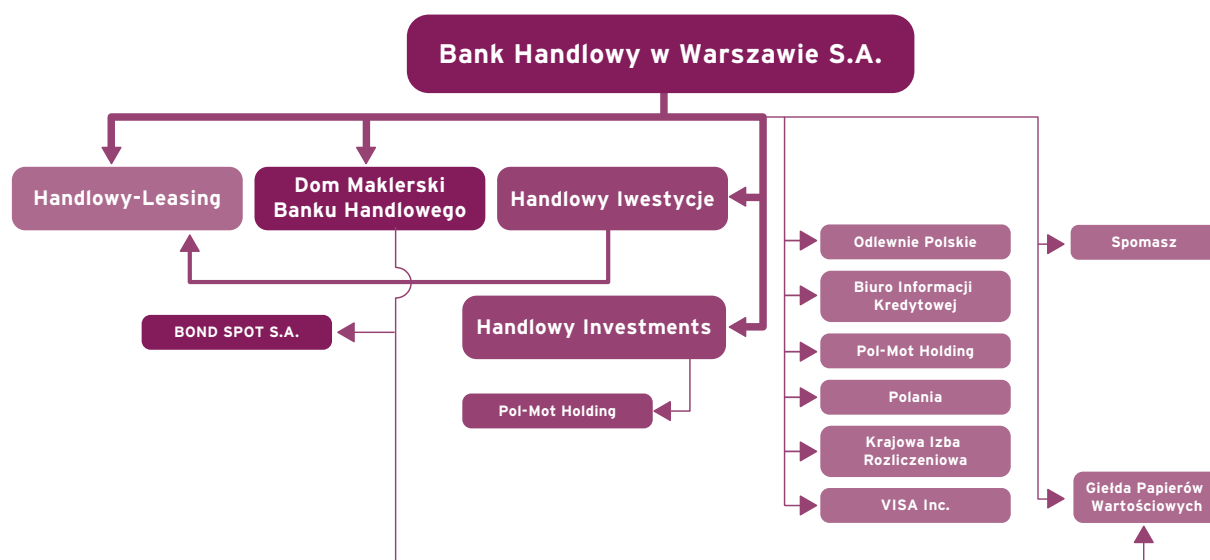 Bank Handlowy w Warszawie S.A.
Handlowy-Leasing
Dom Maklerski
Banku Handlowego
Handlowy Iwestycje
Odlewnie Polskie
Spomasz
Biuro Informacji
Kredytowej
BOND SPOT S.A.
Handlowy Investments
Pol-Mot Holding
Polania
Pol-Mot Holding
Krajowa Izba
Rozliczeniowa
VISA Inc.
Giełda Papierów
Wartościowych